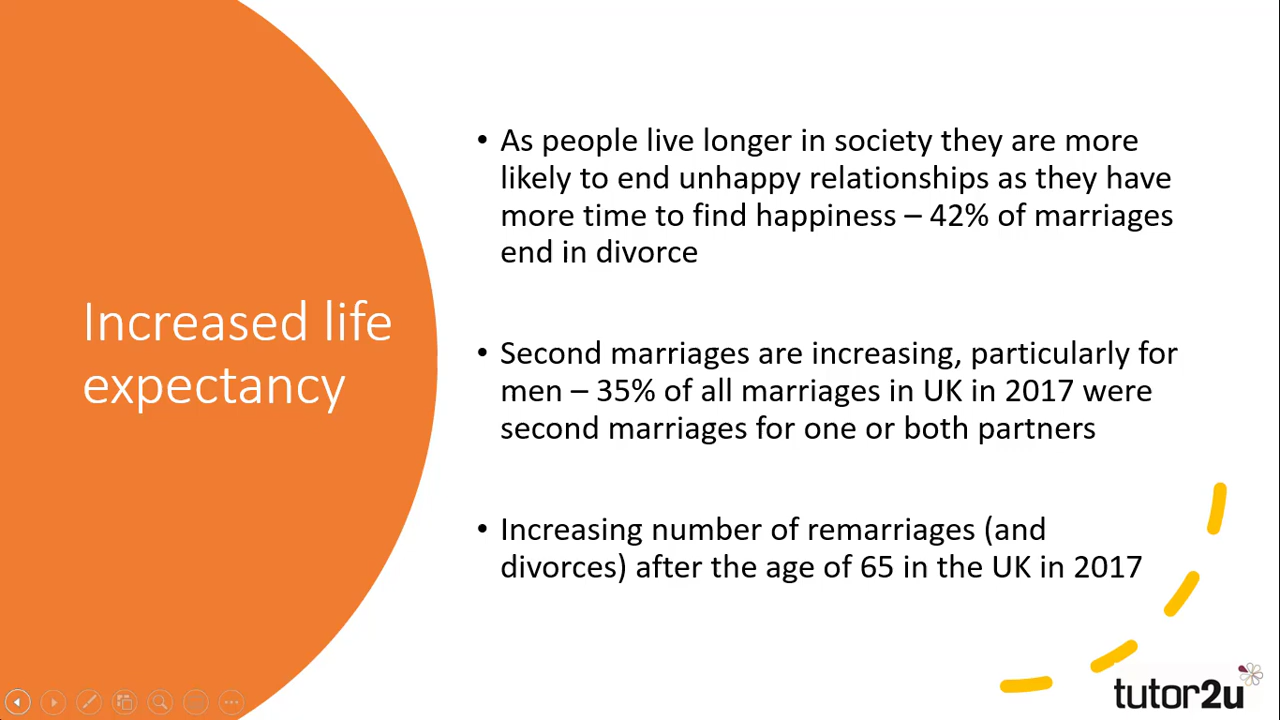 Increased life
expectancy
• As people live longer in society they are more
likely to end unhappy relationships as they have
more time to find happiness – 42% of marriages
end in divorce
• Second marriages are increasing, particularly for
men – 35% of all marriages in UK in 2017 were
second marriages for one or both partners
• Increasing number of remarriages (and
divorces) after the age of 65 in the UK in 2017
tutor2u